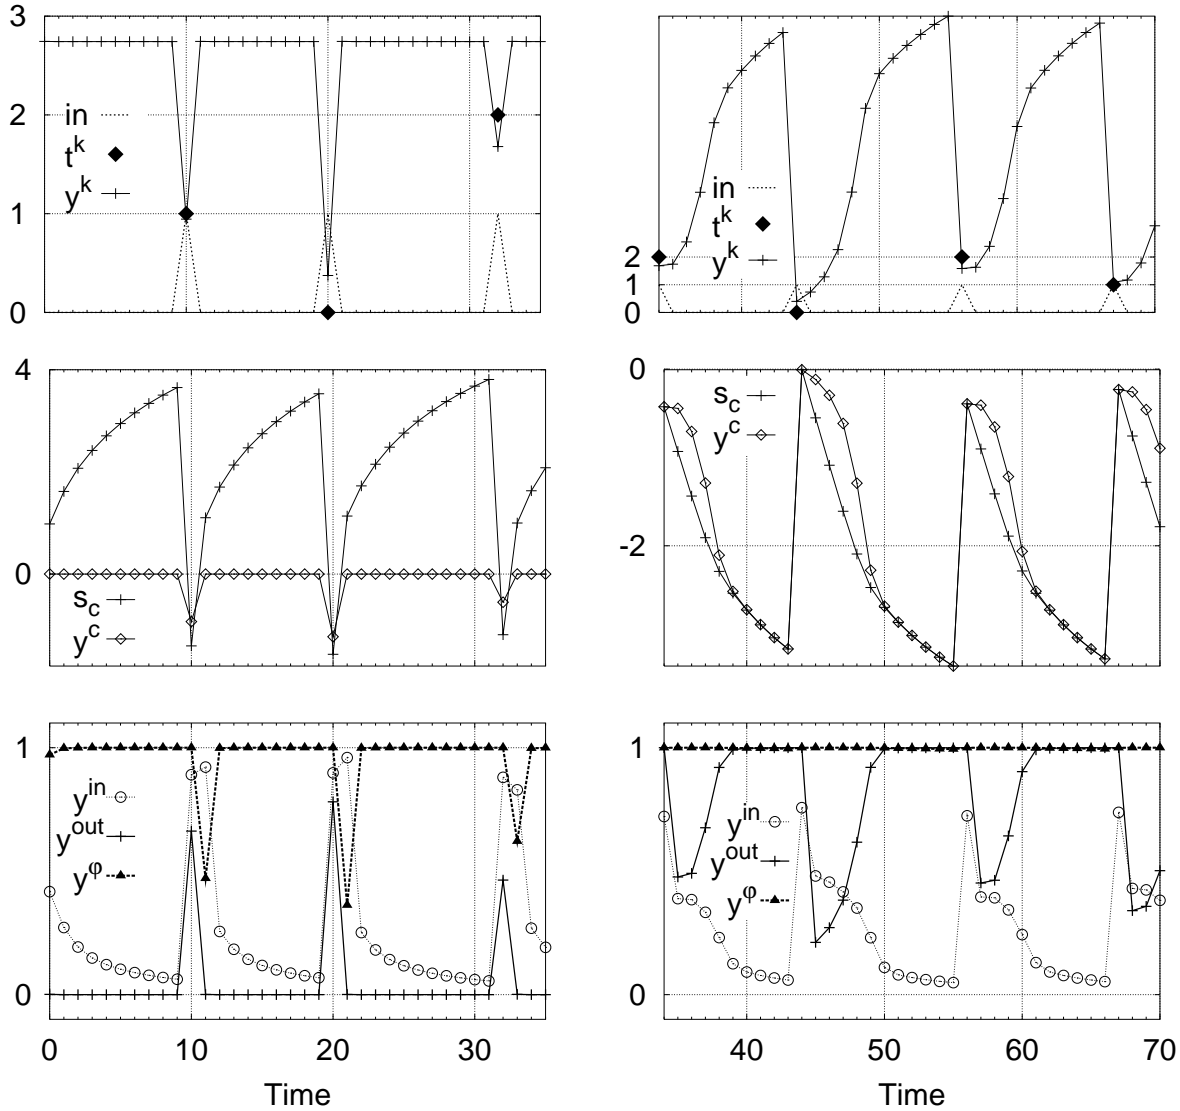 3
2
1
0
in
t^k
y^k
2
1
0
in
t^k
y^k
4
0
s_c
y^c
0
-2
s_c
y^c
1
0
y^in
y^out
y^φ
0 10 20 30
Time
1
0
y^in
y^out
y^φ
40 50 60 70
Time